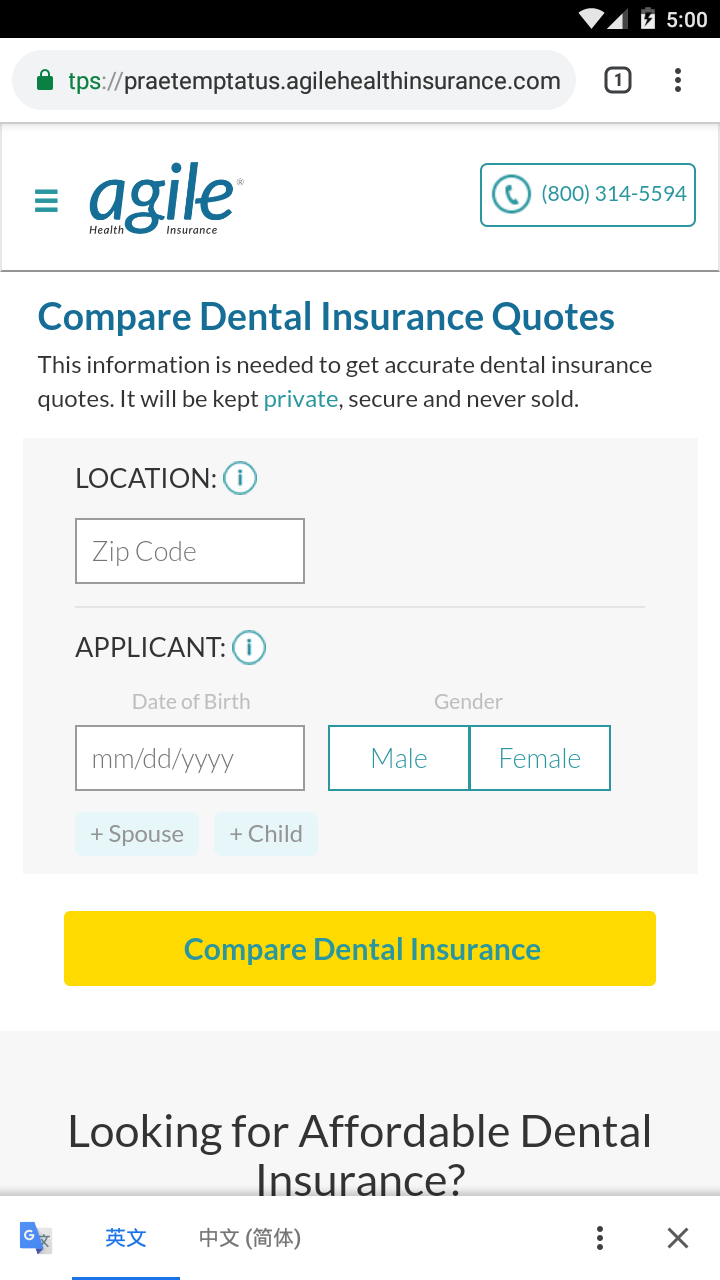 5:00
tps://praetemptatus.agilehealthinsurance.com
1
agile®
Health Insurance
(800) 314-5594
Compare Dental Insurance Quotes
This information is needed to get accurate dental insurance
quotes. It will be kept private, secure and never sold.
LOCATION: i
Zip Code
APPLICANT: i
Date of Birth Gender
mm/dd/yyyy Male Female
+ Spouse + Child
Compare Dental Insurance
Looking for Affordable Dental
Insurance?
英文 中文 (简体)